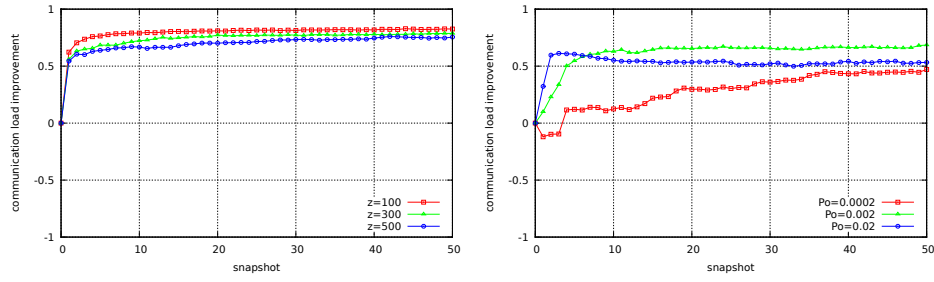 communication load improvement
1
0.5
0
-0.5
-1
0 10 20 30 40 50
snapshot
z=100
z=300
z=500
communication load improvement
1
0.5
0
-0.5
-1
0 10 20 30 40 50
snapshot
Po=0.0002
Po=0.002
Po=0.02